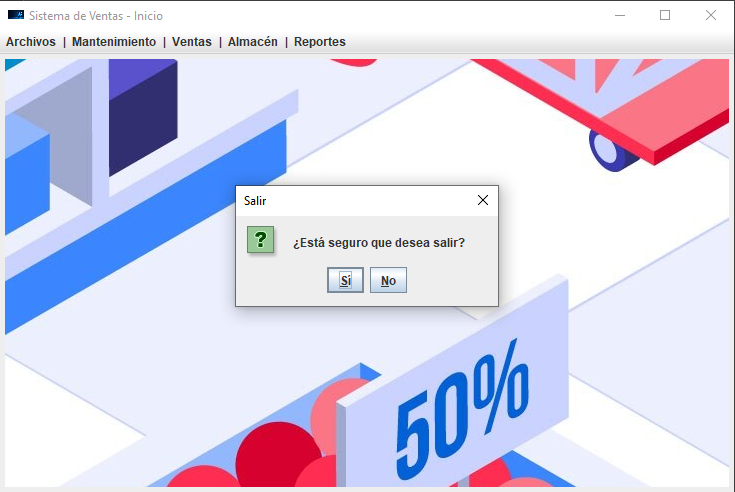 Sistema de Ventas - Inicio
Archivos | Mantenimiento | Ventas | Almacén | Reportes
Salir
?
¿Está seguro que desea salir?
Sí No
50%